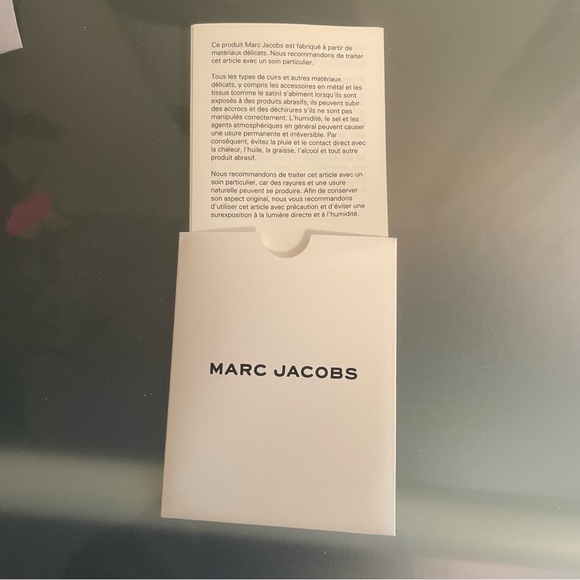 Ce produit Marc Jacobs est fabriqué à partir de
matériaux délicats. Nous recommandons de traiter
cet article avec un soin particulier.
Tous les types de cuirs et autres matériaux
délicats, y compris les accessoires en métal et les
tissus (comme le satin) s'abîment lorsqu'ils sont
exposés à des produits abrasifs; ils peuvent subir
des accrocs et des déchirures s'ils ne sont pas
manipulés correctement. L'humidité, le sel et les
agents atmosphériques en général peuvent causer
une usure permanente et irréversible. Par
conséquent, évitez la pluie et le contact direct avec
la chaleur, l'huile, la graisse, l'alcool et tout autre
produit abrasif.
Nous recommandons de traiter cet article avec un
soin particulier, car des rayures et une usure
naturelle peuvent se produire. Afin de conserver
son aspect original, nous vous recommandons
d'utiliser cet article avec précaution et d'éviter une
surexposition à la lumière directe et à l'humidité.
MARC JACOBS